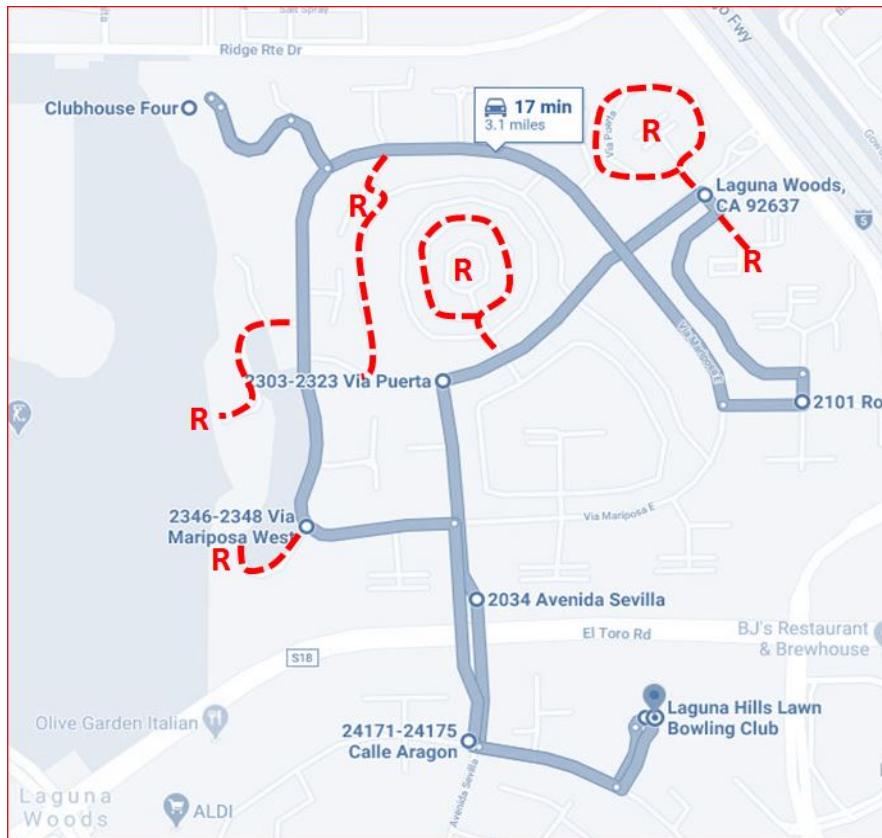 Salt Spray
Ridge Rte Dr
Fwy
Clubhouse Four
17 min
3.1 miles
R
Via Puerta
Laguna Woods,
CA 92637
5
R
R
R
Via Mariposa E
2303-2323 Via Puerta
2101 Ro
R
2346-2348 Via
Mariposa West
Via Mariposa E
R
2034 Avenida Sevilla
El Toro Rd
BJ's Restaurant
& Brewhouse
S18
Olive Garden Italian
24171-24175
Calle Aragon
Laguna Hills Lawn
Bowling Club
Avenida Sevilla
Laguna
Woods
ALDI